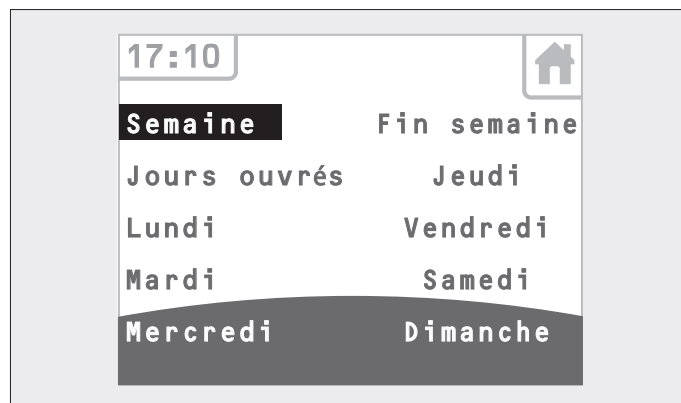 17:10
Semaine Fin semaine
Jours ouvrés Jeudi
Lundi Vendredi
Mardi Samedi
Mercredi Dimanche